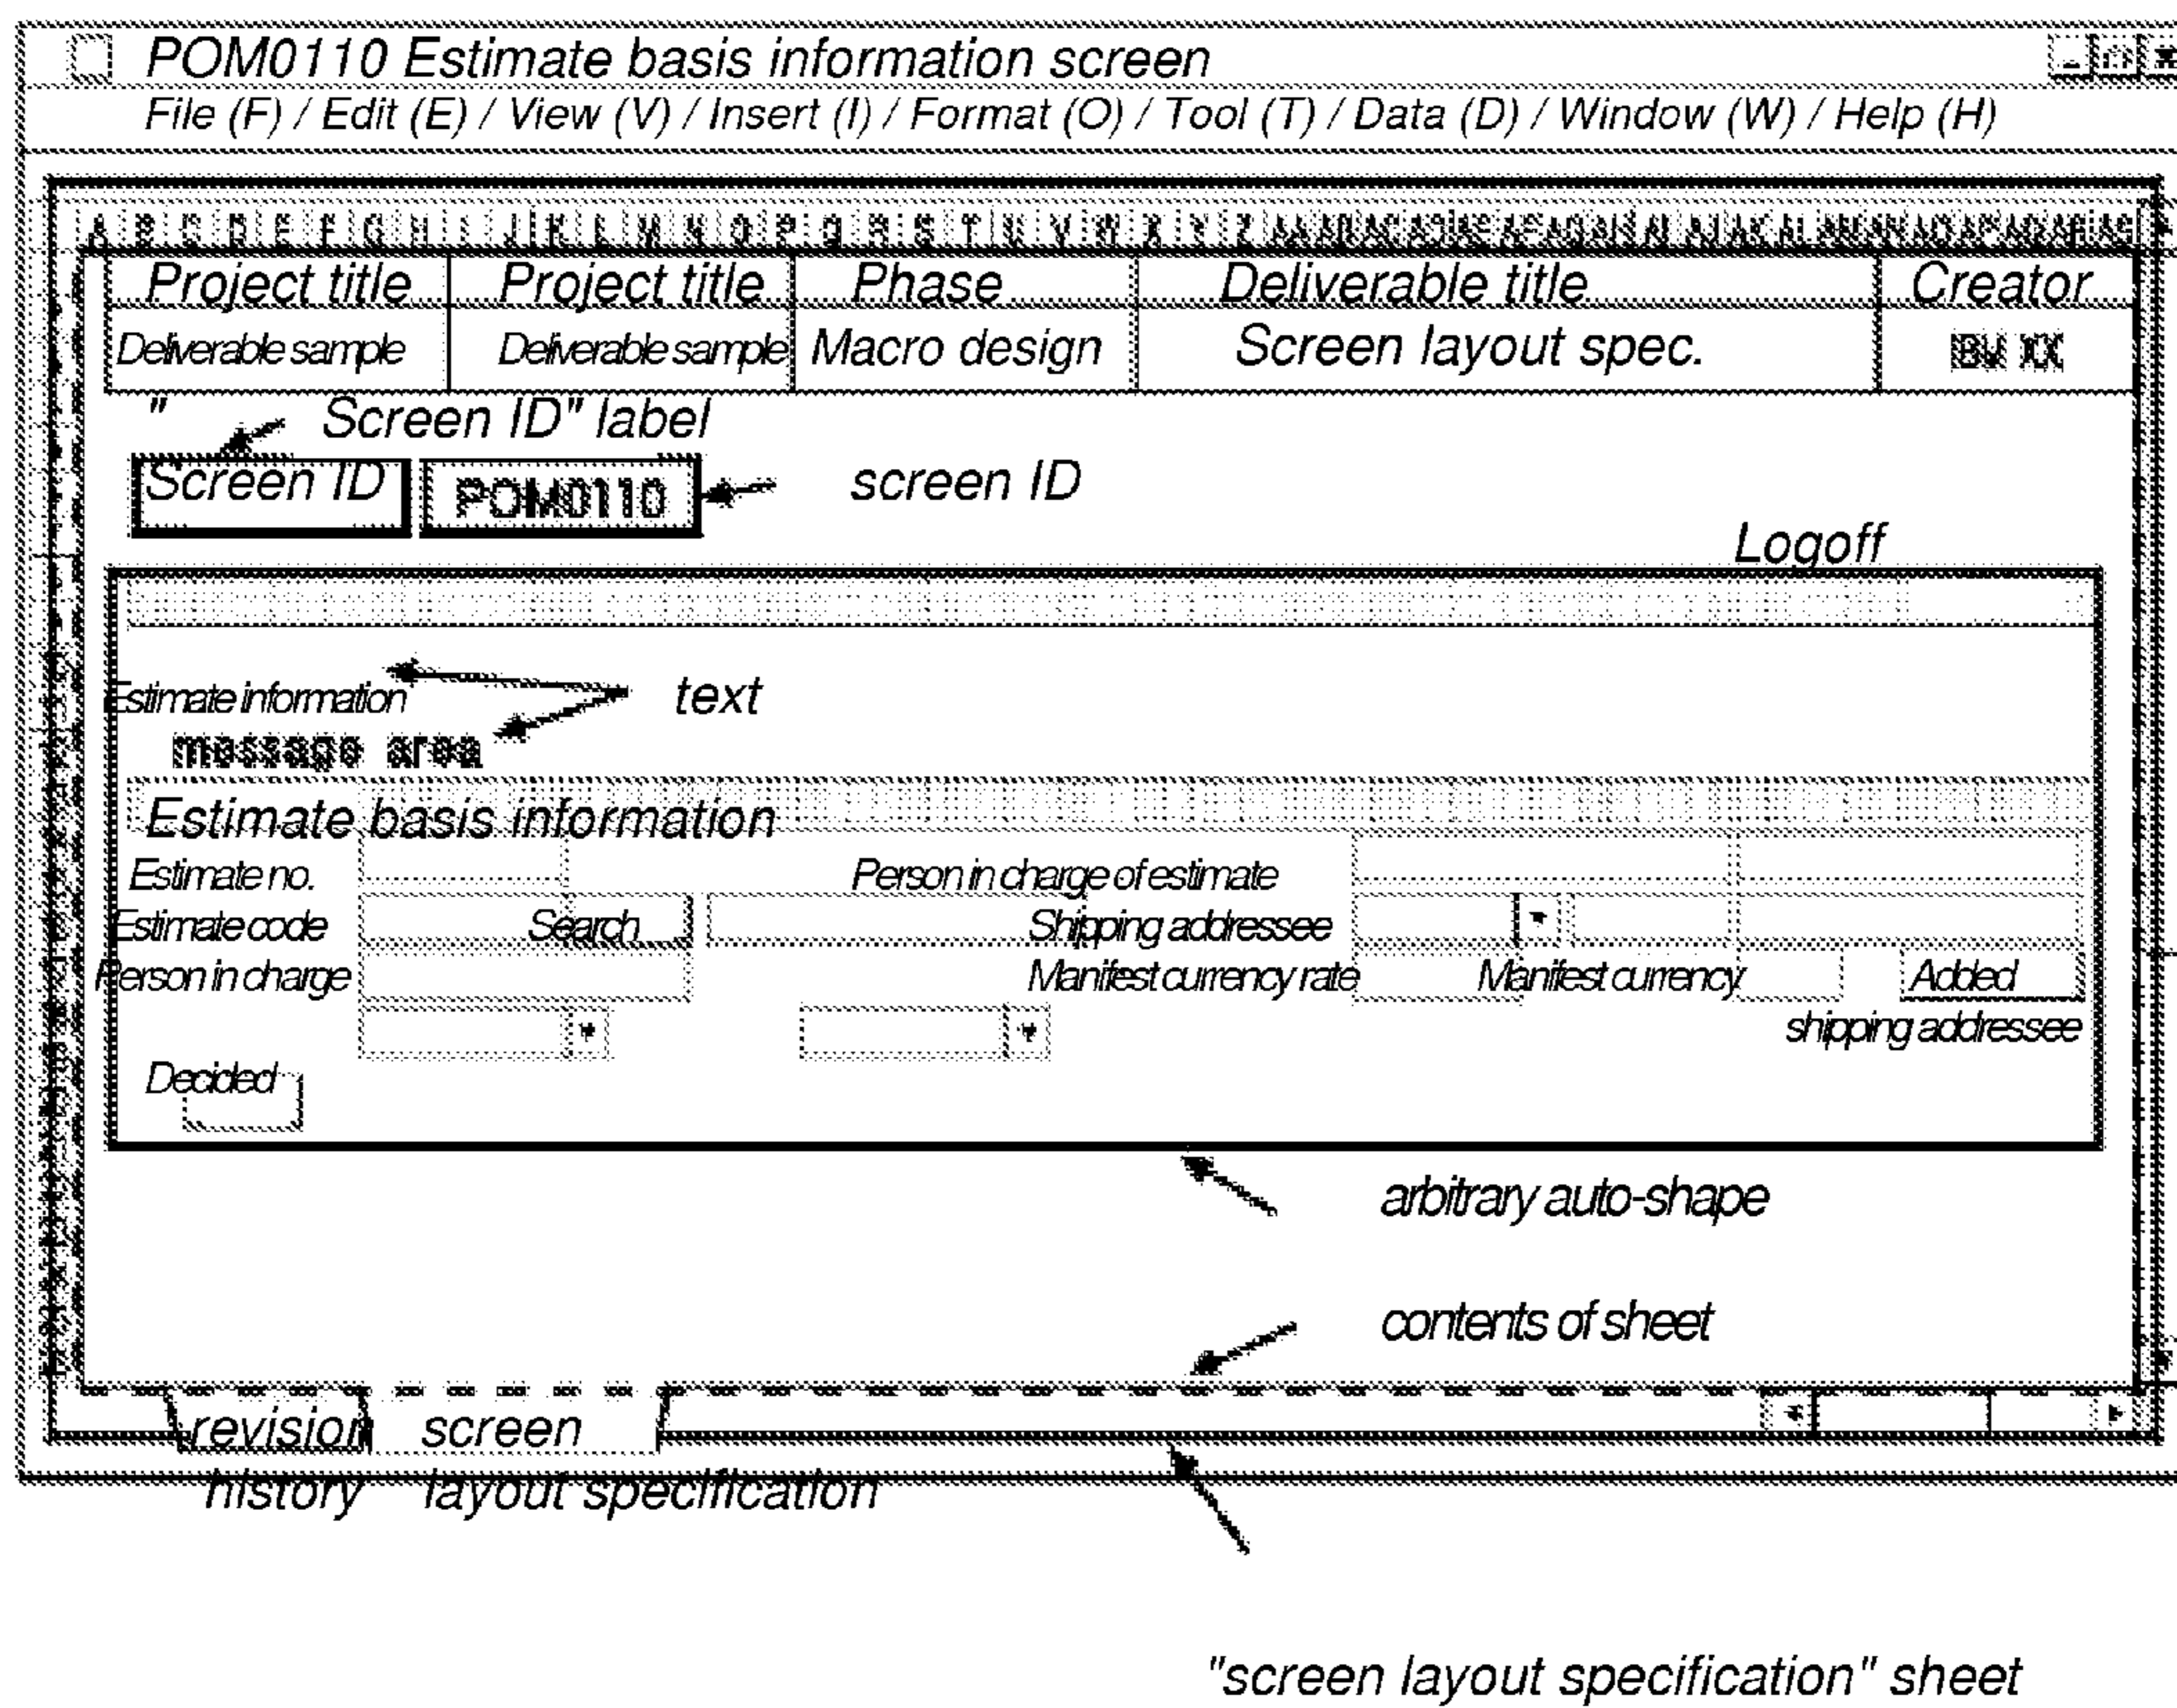 POM0110 Estimate basis information screen
File (F) / Edit (E) / View (V) / Insert (I) / Format (O) / Tool (T) / Data (D) / Window (W) / Help (H)
Project title Project title Phase Deliverable title Creator
Deliverable sample Deliverable sample Macro design Screen layout spec. XX
" Screen ID" label
Screen ID POM0110 screen ID
Logoff
Estimate information text
message area
Estimate basis information
Estimate no. Person in charge of estimate
Estimate code Search Shipping addressee
Person in charge Manifest currency rate Manifest currency Added
shipping addressee
Decided
arbitrary auto-shape
contents of sheet
revision screen
history layout specification
"screen layout specification" sheet